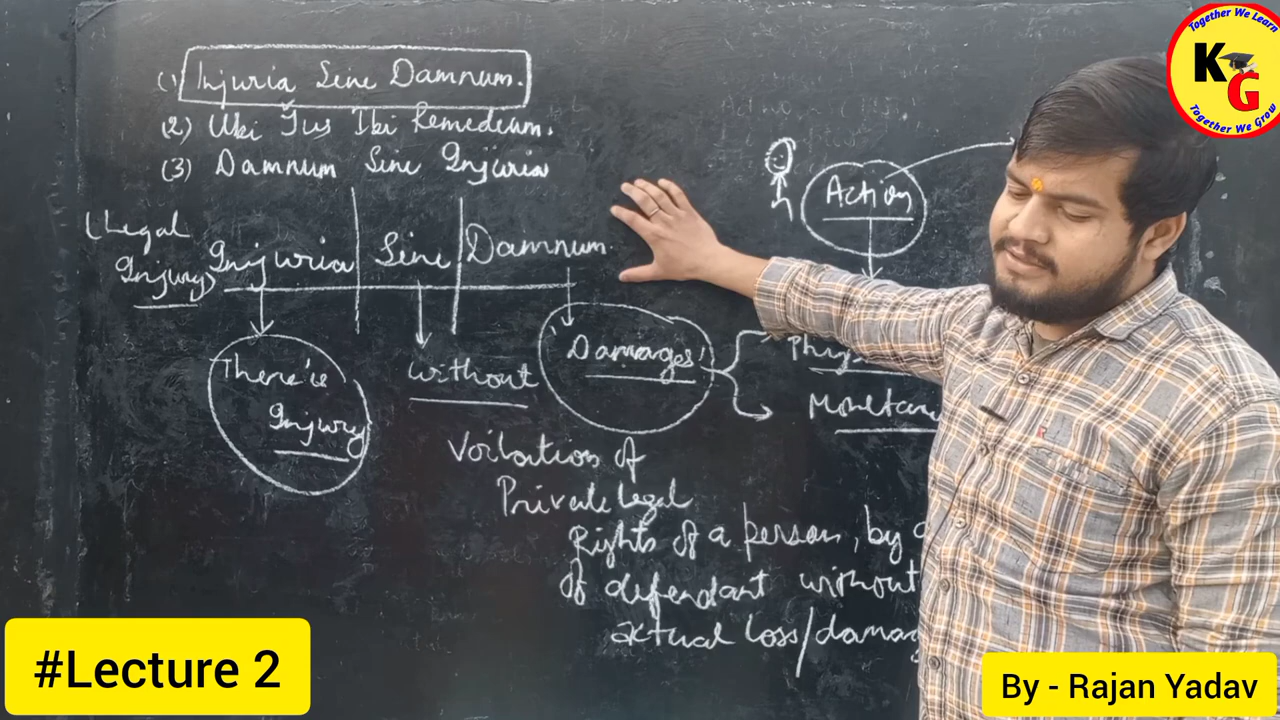 (1) Injuria Sine Damnum.
(2) Ubi Jus Ibi Remedium.
(3) Damnum Sine Injuria
(Legal
Injury)
Injuria Sine Damnum
There is
Injury
without
'Damages'
Action
Monetar
Voilation of
Private legal
Rights of a person, by
of defendant without
actual loss/damag
Together We Learn
KG
Together We Grow
#Lecture 2
By - Rajan Yadav